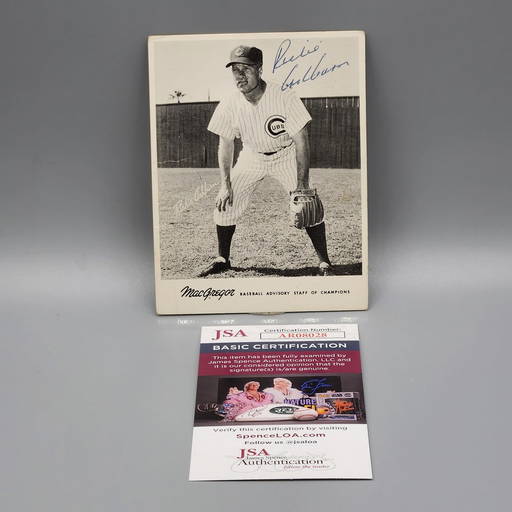 Richie
Ashburn
CUBS
MacGregor BASEBALL ADVISORY STAFF OF CHAMPIONS
JSA Certification Number
AR08028
BASIC CERTIFICATION
This item has been fully examined by
James Spence Authentication, LLC and
it is our considered opinion that the
signature(s) is/are genuine.
Verify this certification by visiting
SpenceLOA.com
Follow us @jsaloa
JSA
James Spence
Authentication